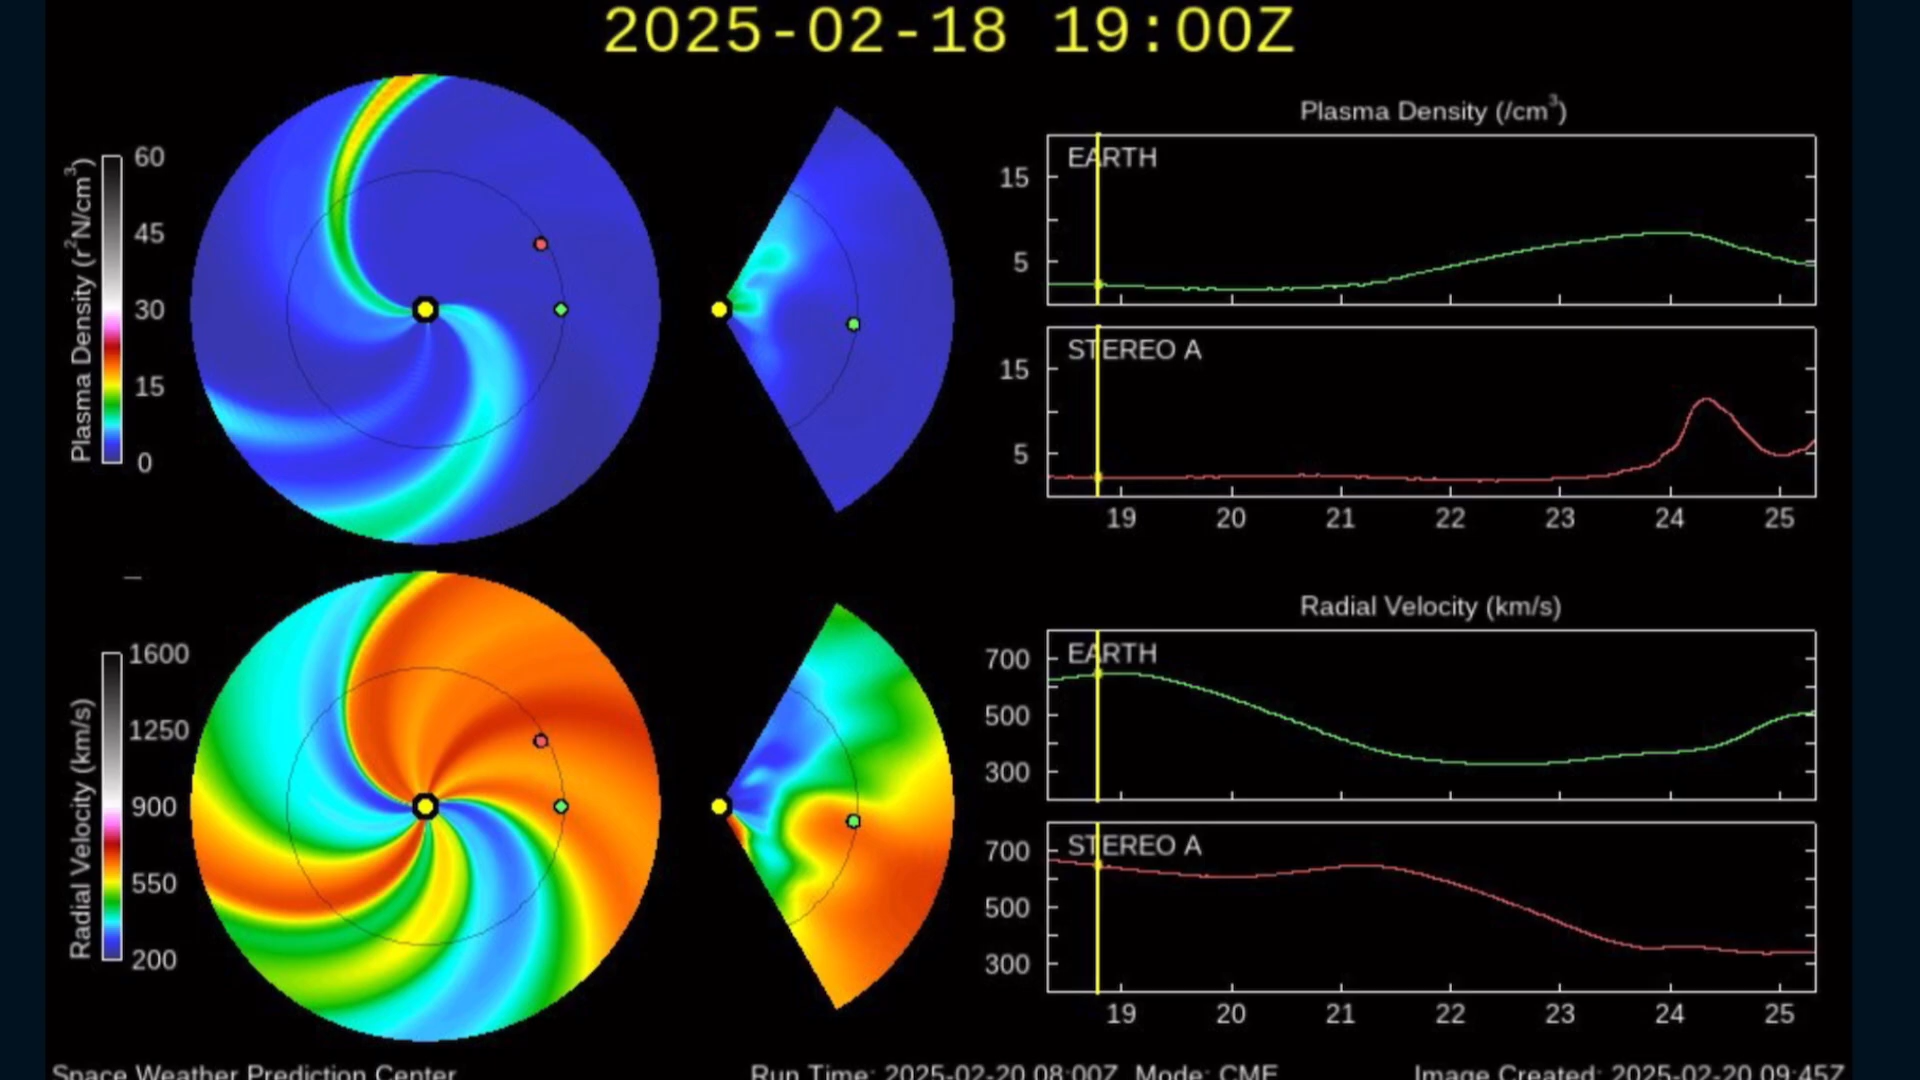 2025-02-18 19:00Z
Plasma Density (r²N/cm³)
60
45
30
15
0
Plasma Density (/cm³)
EARTH
15
5
STEREO A
15
5
19 20 21 22 23 24 25
Radial Velocity (km/s)
1600
1250
900
550
200
Radial Velocity (km/s)
EARTH
700
500
300
STEREO A
700
500
300
19 20 21 22 23 24 25
Space Weather Prediction Center Run Time: 2025-02-20 08:00Z Mode: CME Image Created: 2025-02-20 09:45Z